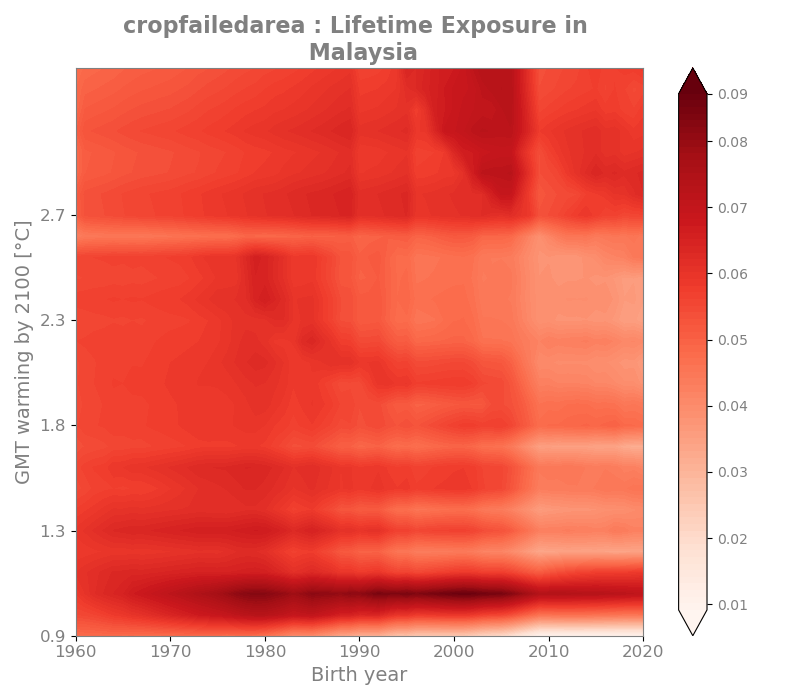 cropfailedarea : Lifetime Exposure in
Malaysia
GMT warming by 2100 [°C]
2.7
2.3
1.8
1.3
0.9
1960 1970 1980 1990 2000 2010 2020
Birth year
0.09
0.08
0.07
0.06
0.05
0.04
0.03
0.02
0.01